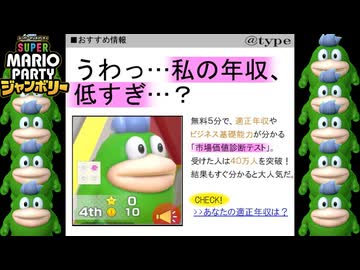 SUPER
MARIO
PARTY
ジャンボリー
■おすすめ情報
@type
うわっ…私の年収、
低すぎ…？
無料5分で、適正年収や
ビジネス基礎能力が分かる
「市場価値診断テスト」。
受けた人は40万人を突破！
結果もすぐ分かると大人気だ。
4th
0
10
CHECK!
>>あなたの適正年収は？